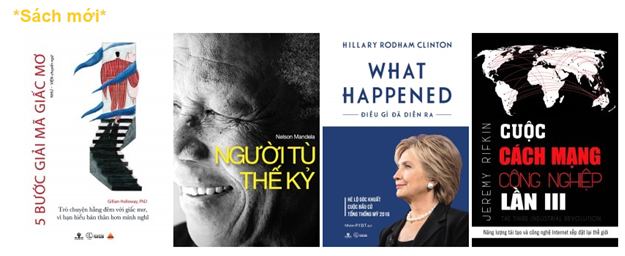 *Sách mới*
5 BƯỚC GIẢI MÃ GIẤC MƠ
Gillian Holloway, PhD
Trò chuyện hằng đêm với giấc mơ,
vì bạn hiểu bản thân hơn mình nghĩ
Nelson Mandela
NGƯỜI TÙ
THẾ KỶ
HILLARY RODHAM CLINTON
WHAT
HAPPENED
ĐIỀU GÌ ĐÃ DIỄN RA
HÉ LỘ GÓC KHUẤT
CUỘC BẦU CỬ
TỔNG THỐNG MỸ 2016
JEREMY RIFKIN
CUỘC
CÁCH MẠNG
CÔNG NGHIỆP
LẦN III
THE THIRD INDUSTRIAL REVOLUTION
Năng lượng tái tạo và công nghệ Internet xếp đặt lại thế giới